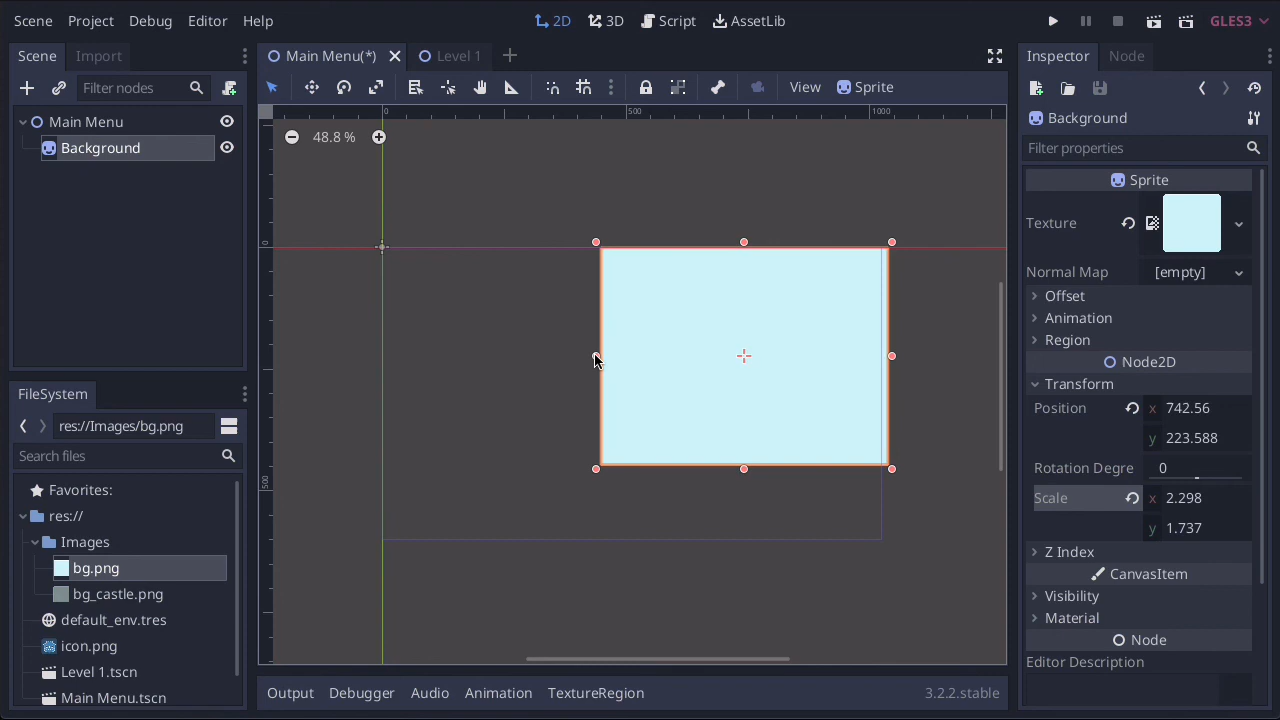 Scene Project Debug Editor Help
2D 3D Script AssetLib
GLES3
Scene Import
Filter nodes
Main Menu
Background
FileSystem
res://Images/bg.png
Search files
Favorites:
res://
Images
bg.png
bg_castle.png
default_env.tres
icon.png
Level 1.tscn
Main Menu.tscn
Main Menu(*) Level 1
View Sprite
0 500 1000
48.8 %
0
500
Output Debugger Audio Animation TextureRegion 3.2.2.stable
Inspector Node
Background
Filter properties
Sprite
Texture
Normal Map [empty]
Offset
Animation
Region
Node2D
Transform
Position x 742.56
y 223.588
Rotation Degre 0
Scale x 2.298
y 1.737
Z Index
CanvasItem
Visibility
Material
Node
Editor Description